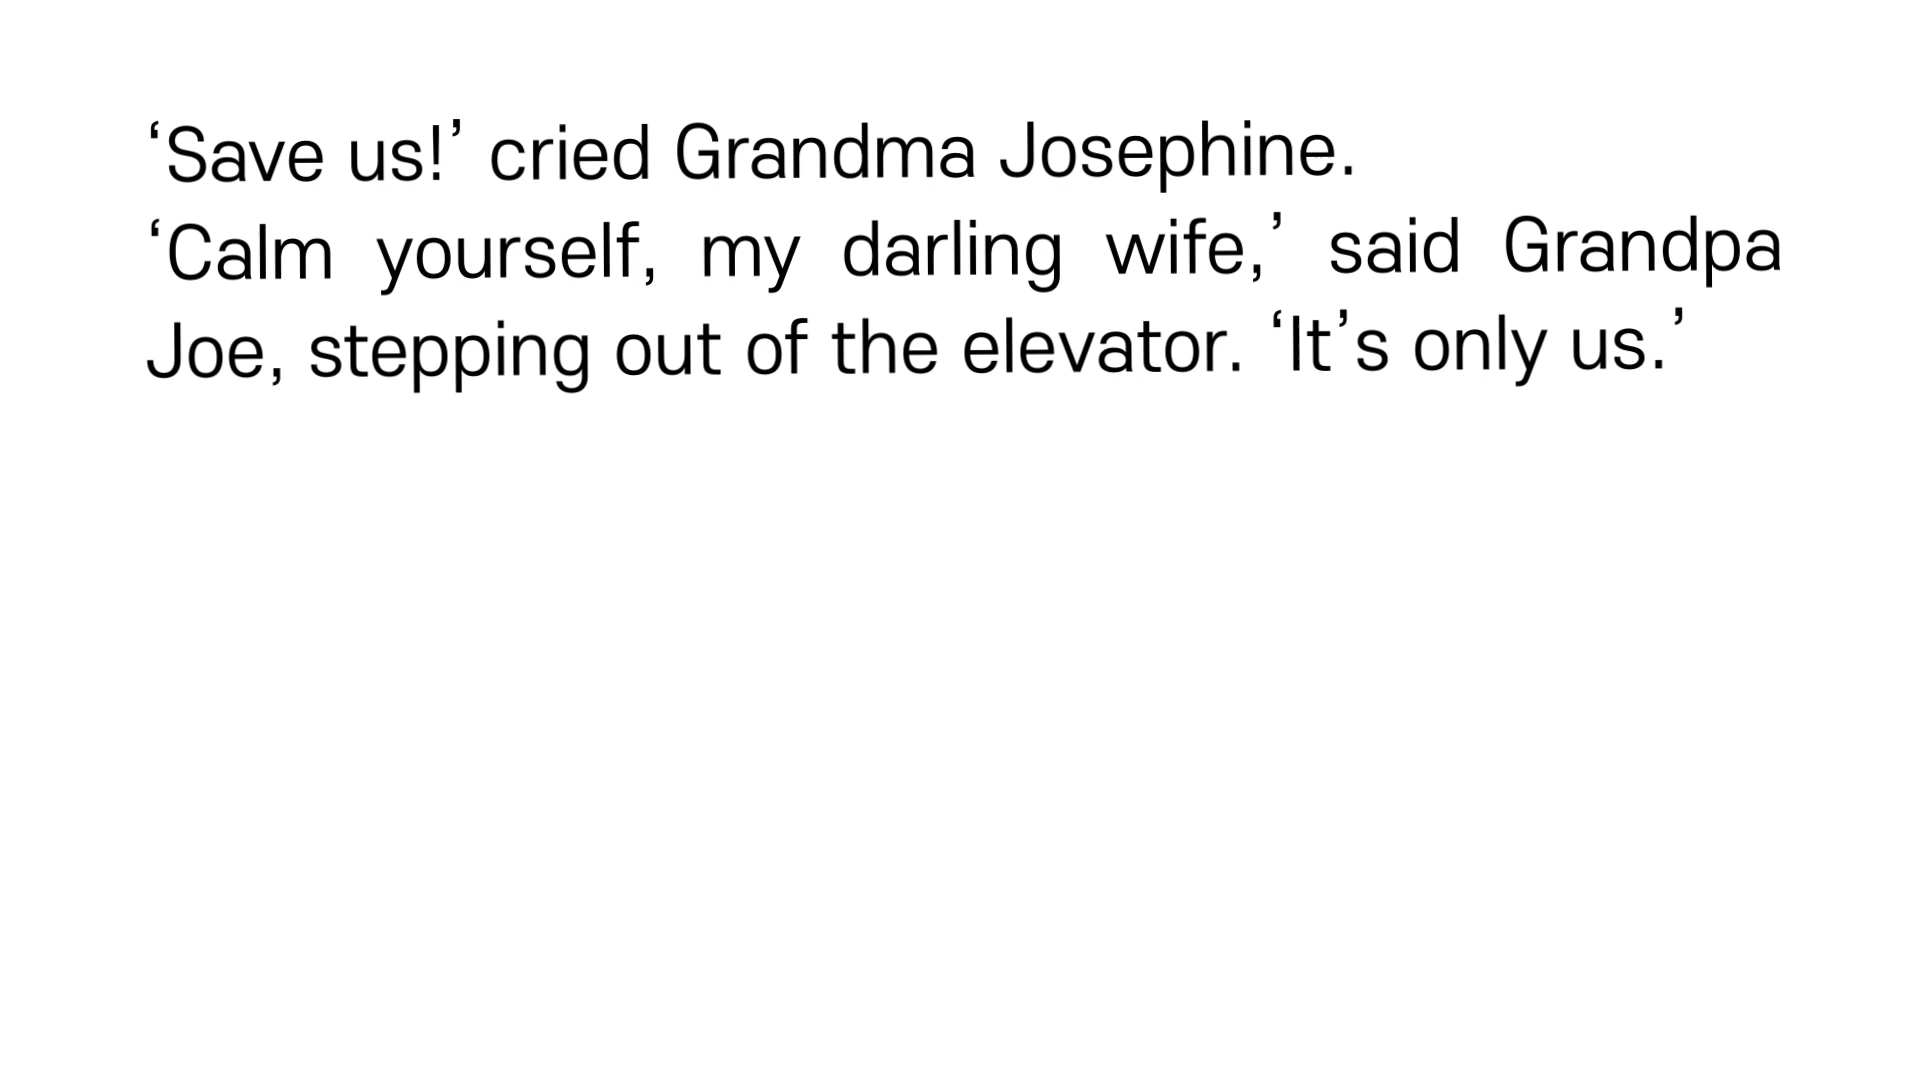 ‘Save us!’ cried Grandma Josephine.
‘Calm yourself, my darling wife,’ said Grandpa
Joe, stepping out of the elevator. ‘It’s only us.’